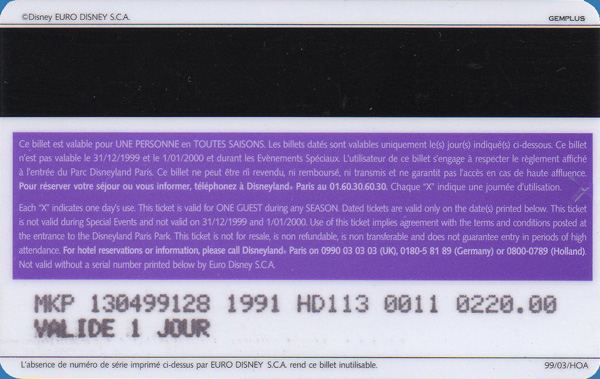 ©Disney EURO DISNEY S.C.A. GEMPLUS
Ce billet est valable pour UNE PERSONNE en TOUTES SAISONS. Les billets datés sont valables uniquement le(s) jour(s) indiqué(s) ci-dessous. Ce billet
n'est pas valable le 31/12/1999 et le 1/01/2000 et durant les Evènements Spéciaux. L'utilisateur de ce billet s'engage à respecter le règlement affiché
à l'entrée du Parc Disneyland Paris. Ce billet ne peut être ni revendu, ni remboursé, ni transmis et ne garantit pas l'accès en cas de haute affluence.
Pour réserver votre séjour ou vous informer, téléphonez à Disneyland® Paris au 01.60.30.60.30. Chaque "X" indique une journée d'utilisation.
Each "X" indicates one day's use. This ticket is valid for ONE GUEST during any SEASON. Dated tickets are valid only on the date(s) printed below. This ticket
is not valid during Special Events and not valid on 31/12/1999 and 1/01/2000. Use of this ticket implies agreement with the terms and conditions posted at
the entrance to the Disneyland Paris Park. This ticket is not for resale, is non refundable, is non transferable and does not guarantee entry in periods of high
attendance. For hotel reservations or information, please call Disneyland® Paris on 0990 03 03 03 (UK), 0180-5 81 89 (Germany) or 0800-0789 (Holland).
Not valid without a serial number printed below by Euro Disney S.C.A.
MKP 130499128 1991 HD113 0011 0220.00
VALIDE 1 JOUR
L'absence de numéro de série imprimé ci-dessus par EURO DISNEY S.C.A. rend ce billet inutilisable. 99/03/HOA